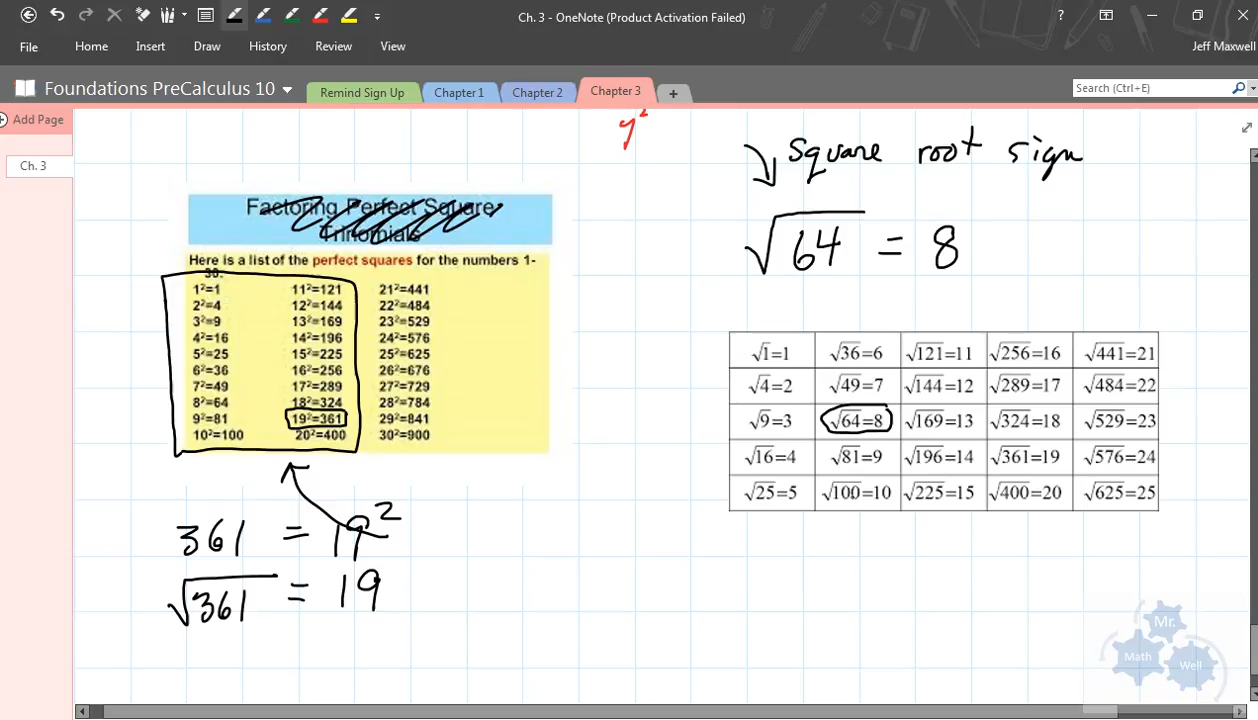 Ch. 3 - OneNote (Product Activation Failed)
?
File Home Insert Draw History Review View
Jeff Maxwell
Foundations PreCalculus 10
Remind Sign Up
Chapter 1
Chapter 2
Chapter 3
Search (Ctrl+E)
Add Page
Ch. 3
y²
Square root sign
√64 = 8
Factoring Perfect Square
Trinomials
Here is a list of the perfect squares for the numbers 1-
30.
1²=1 11²=121 21²=441
2²=4 12²=144 22²=484
3²=9 13²=169 23²=529
4²=16 14²=196 24²=576
5²=25 15²=225 25²=625
6²=36 16²=256 26²=676
7²=49 17²=289 27²=729
8²=64 18²=324 28²=784
9²=81 19²=361 29²=841
10²=100 20²=400 30²=900
361 = 19²
√361 = 19
√1=1 √36=6 √121=11 √256=16 √441=21
√4=2 √49=7 √144=12 √289=17 √484=22
√9=3 √64=8 √169=13 √324=18 √529=23
√16=4 √81=9 √196=14 √361=19 √576=24
√25=5 √100=10 √225=15 √400=20 √625=25
Mr.
Math
Well